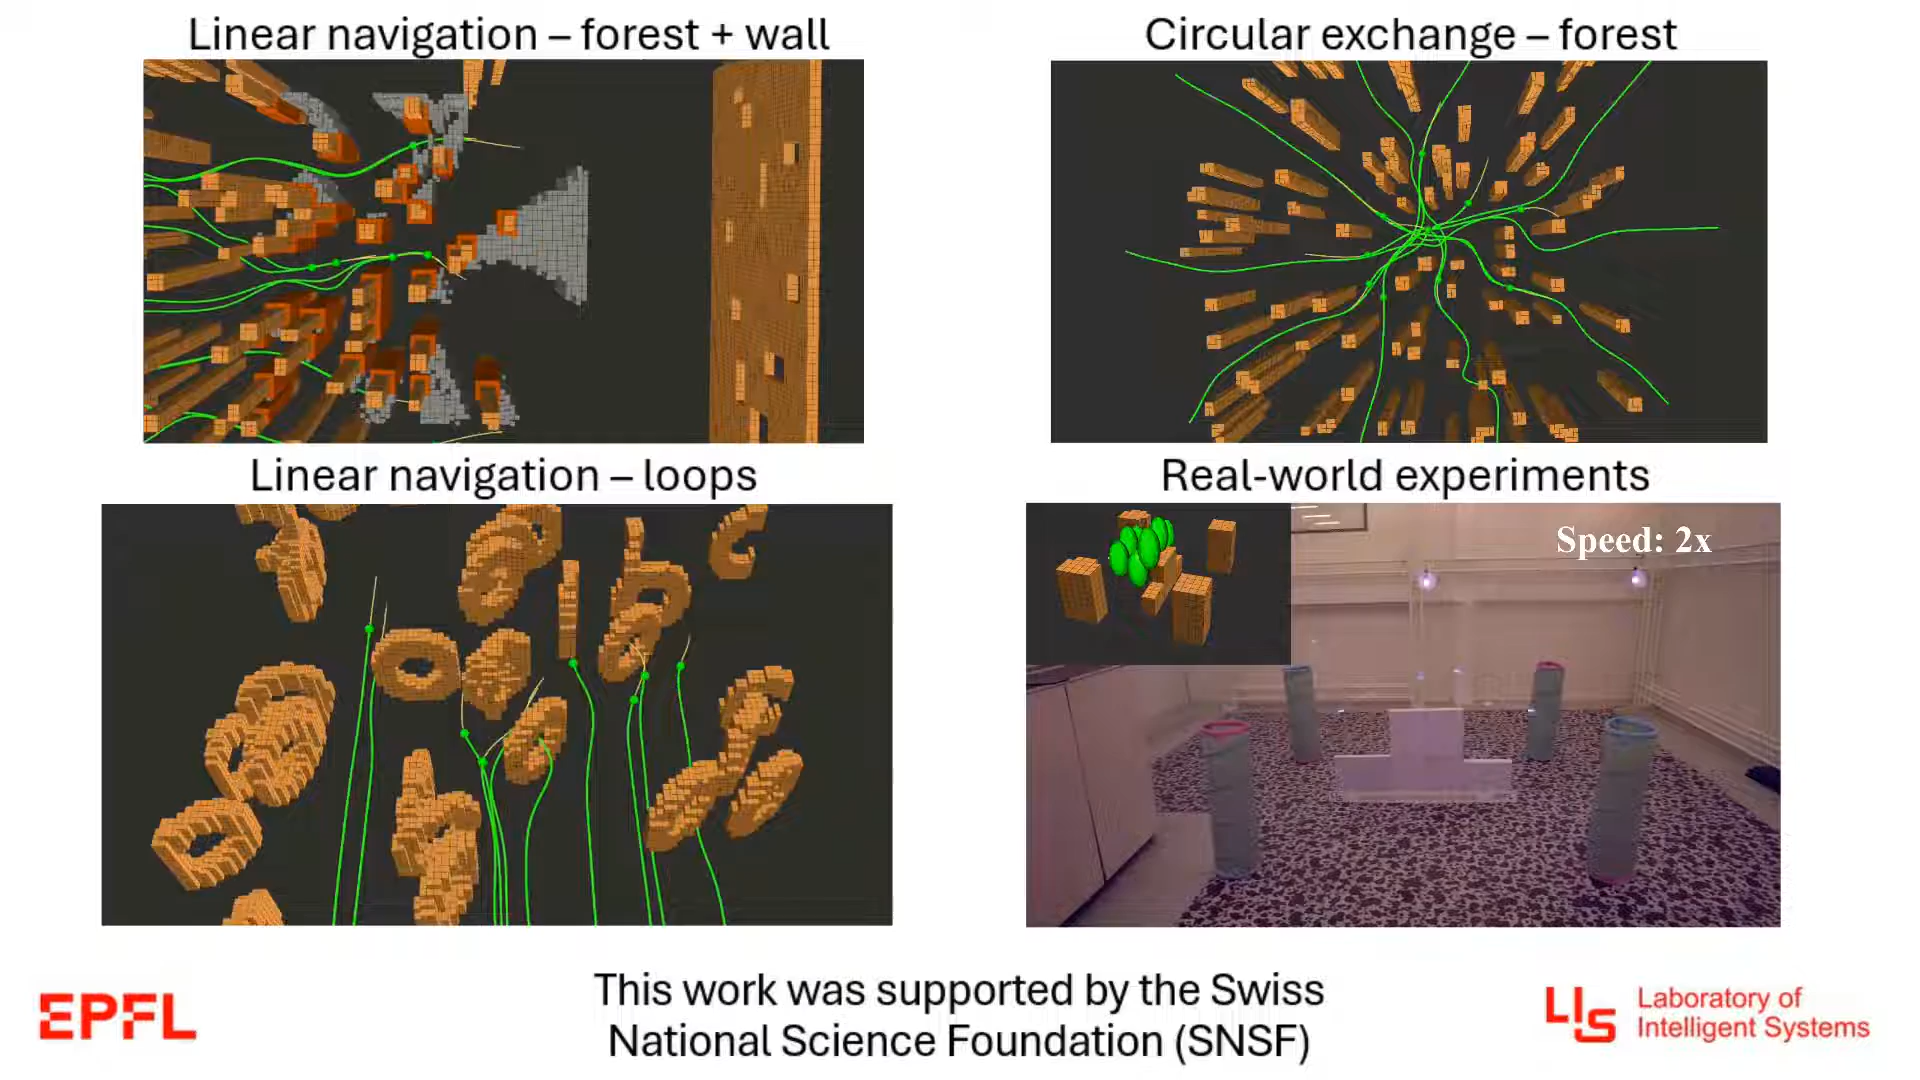 Linear navigation – forest + wall
Circular exchange – forest
Linear navigation – loops
Real-world experiments
Speed: 2x
EPFL
This work was supported by the Swiss
National Science Foundation (SNSF)
LIS
Laboratory of
Intelligent Systems